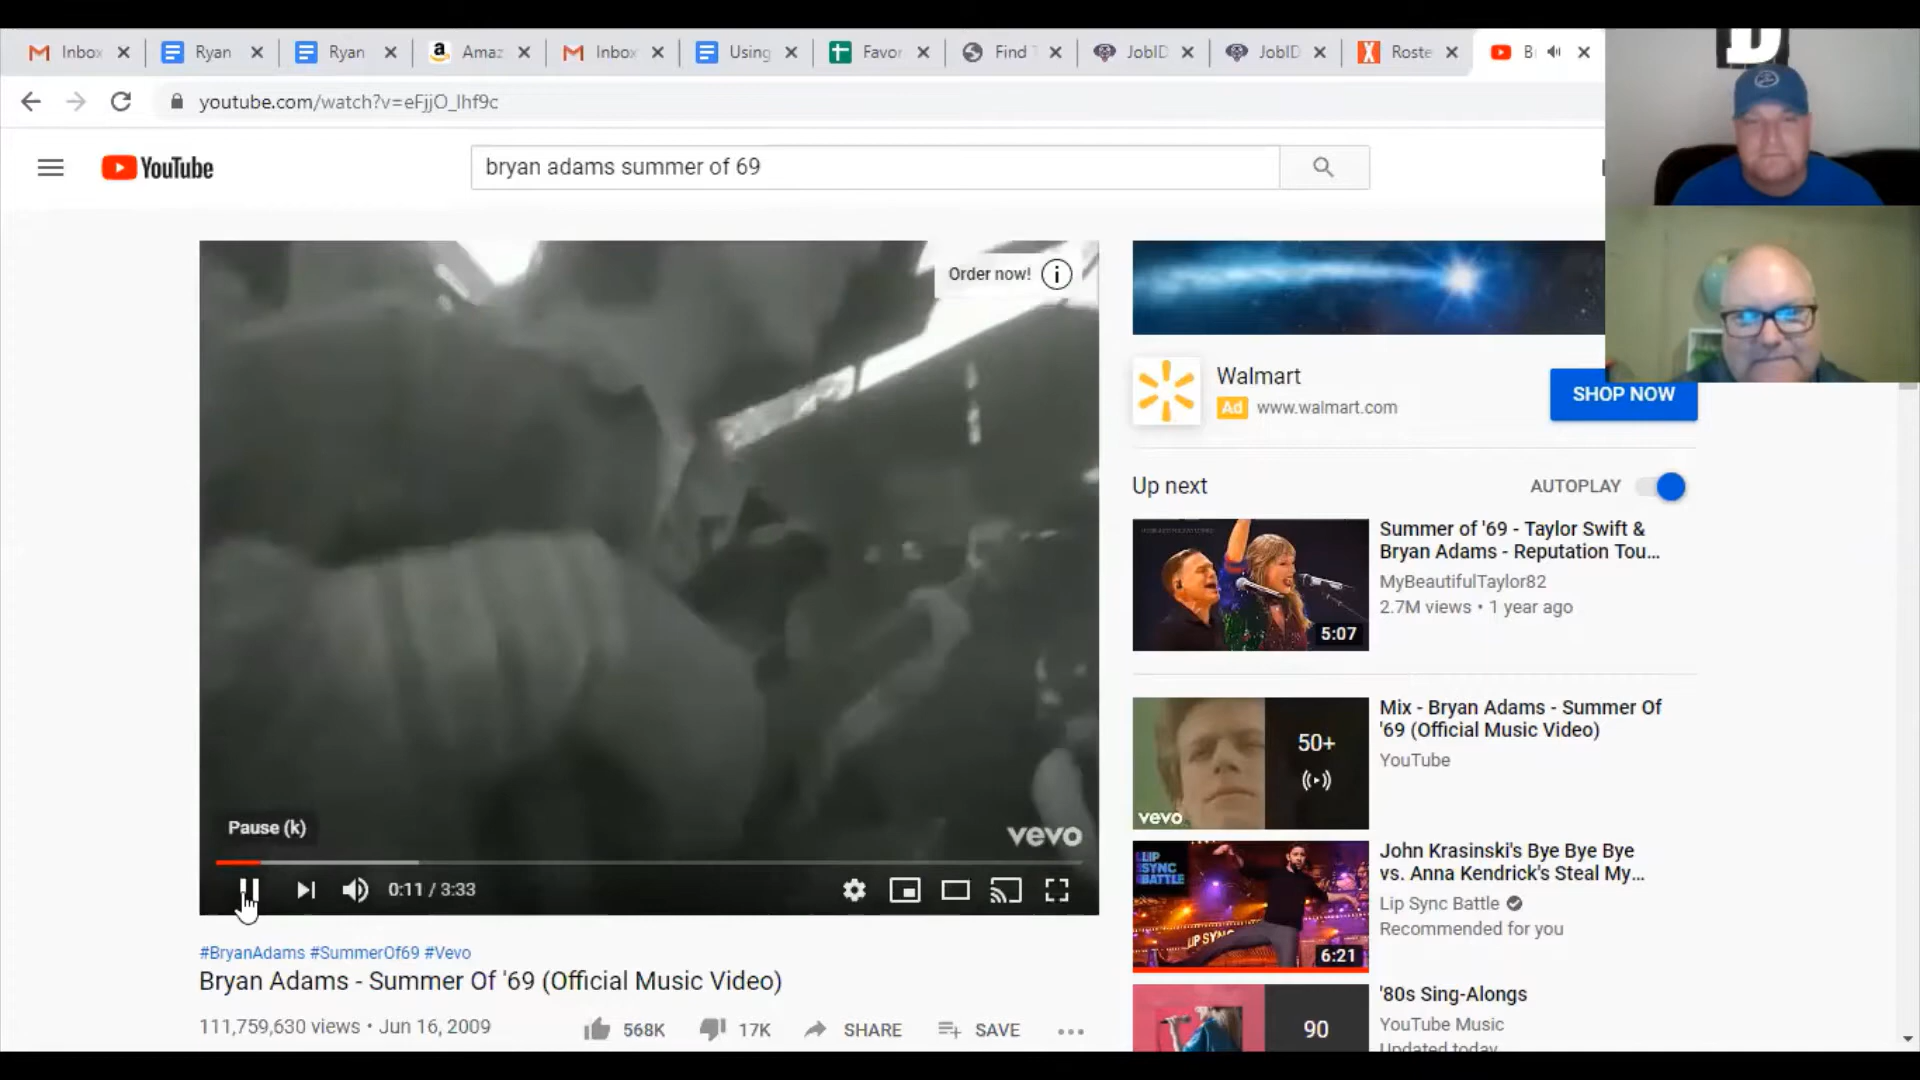 Inbox
Ryan
Ryan
Amaz
Inbox
Using
Favor
Find T
JobID
JobID
Roste
youtube.com/watch?v=eFjjO_lhf9c
YouTube
bryan adams summer of 69
Order now!
Walmart
Ad www.walmart.com
SHOP NOW
Up next
AUTOPLAY
Summer of '69 - Taylor Swift &
Bryan Adams - Reputation Tou...
MyBeautifulTaylor82
2.7M views • 1 year ago
5:07
Mix - Bryan Adams - Summer Of
'69 (Official Music Video)
YouTube
50+
vevo
John Krasinski's Bye Bye Bye
vs. Anna Kendrick's Steal My...
Lip Sync Battle
Recommended for you
LIP
SYNC
BATTLE
6:21
'80s Sing-Alongs
YouTube Music
Updated today
90
Pause (k)
vevo
0:11 / 3:33
#BryanAdams #SummerOf69 #Vevo
Bryan Adams - Summer Of '69 (Official Music Video)
111,759,630 views • Jun 16, 2009
568K
17K
SHARE
SAVE